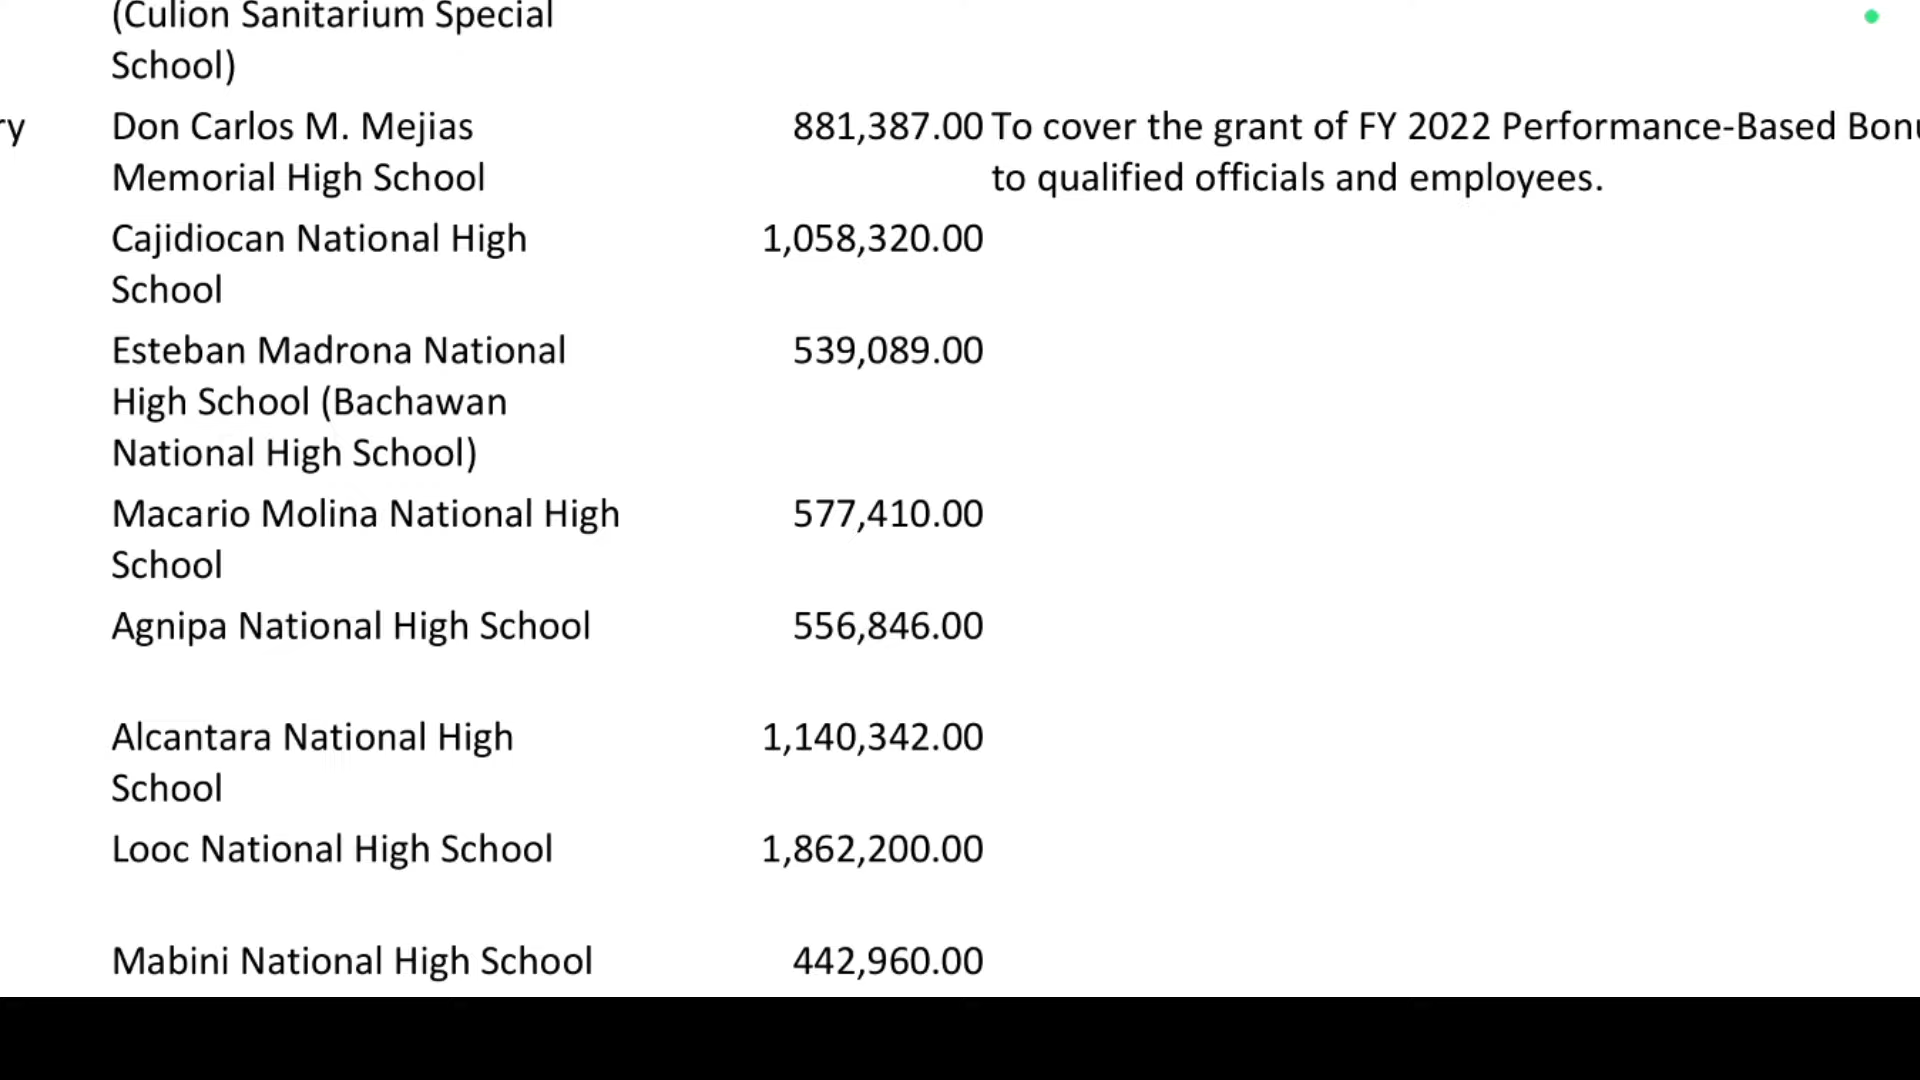 (Culion Sanitarium Special
School)
ry Don Carlos M. Mejias 881,387.00 To cover the grant of FY 2022 Performance-Based Bonu
Memorial High School to qualified officials and employees.
Cajidiocan National High 1,058,320.00
School
Esteban Madrona National 539,089.00
High School (Bachawan
National High School)
Macario Molina National High 577,410.00
School
Agnipa National High School 556,846.00
Alcantara National High 1,140,342.00
School
Looc National High School 1,862,200.00
Mabini National High School 442,960.00